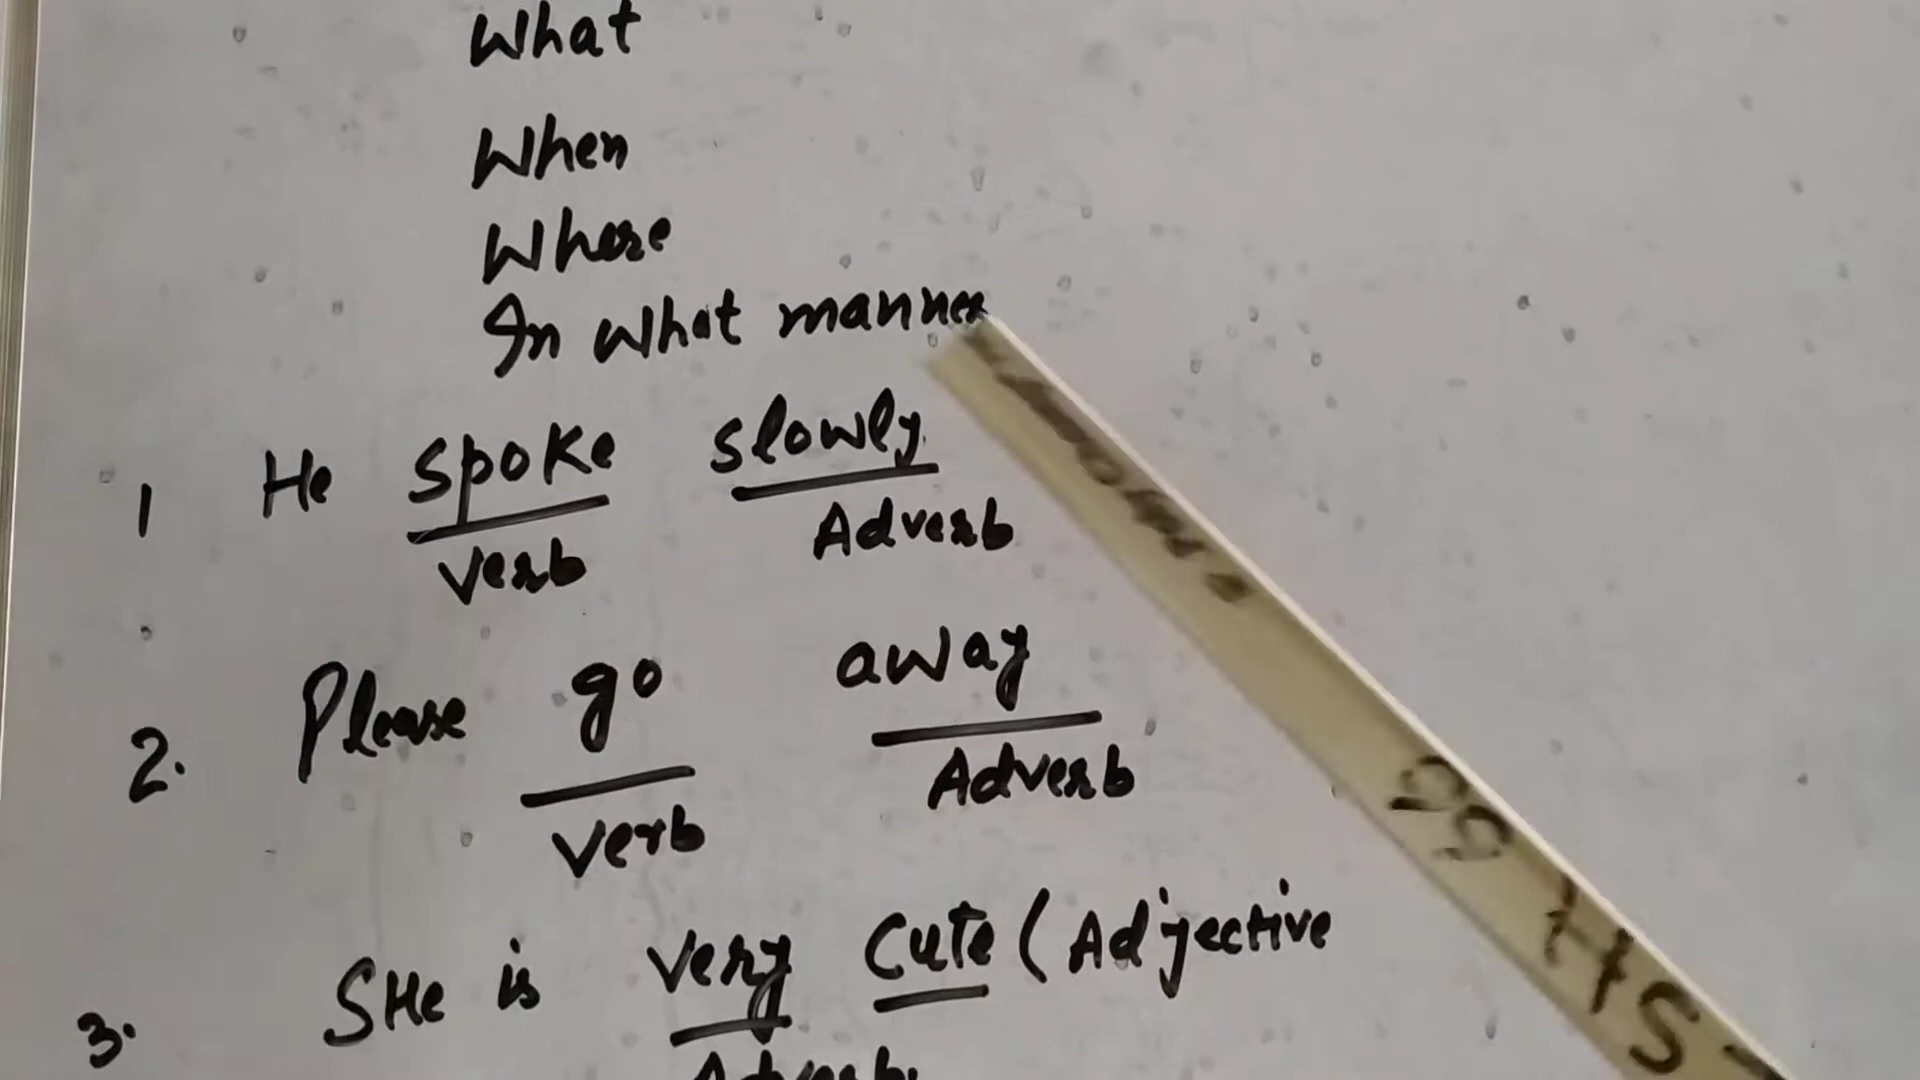 What
When
Where
In what manner
1 He spoke slowly
Verb Adverb
2. Please go away
Verb Adverb
3. SHe is very cute (Adjective
Adverb